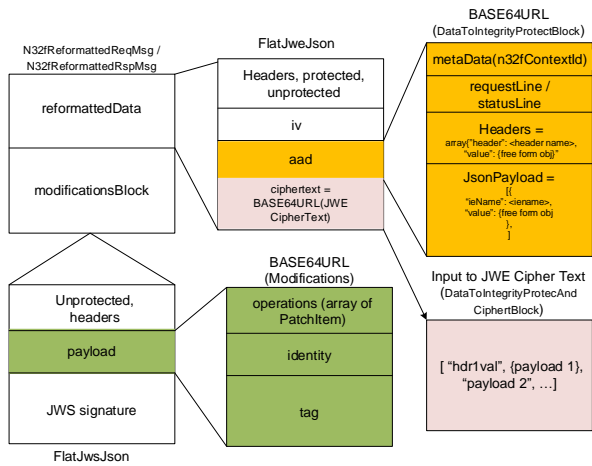 N32fReformattedReqMsg /
N32fReformattedRspMsg
reformattedData
modificationsBlock
FlatJweJson
Headers, protected,
unprotected
iv
aad
ciphertext =
BASE64URL(JWE
CipherText)
BASE64URL
(DataToIntegrityProtectBlock)
metaData(n32fContextId)
requestLine /
statusLine
Headers =
array{"header": <header name>,
"value": {free form obj}"
JsonPayload =
[{
"ieName": <iename>,
"value": {free form obj
},
]
Unprotected,
headers
payload
JWS signature
FlatJwsJson
BASE64URL
(Modifications)
operations (array of
PatchItem)
identity
tag
Input to JWE Cipher Text
(DataToIntegrityProtecAnd
CipherBlock)
[ "hdr1val", {payload 1},
"payload 2", …]